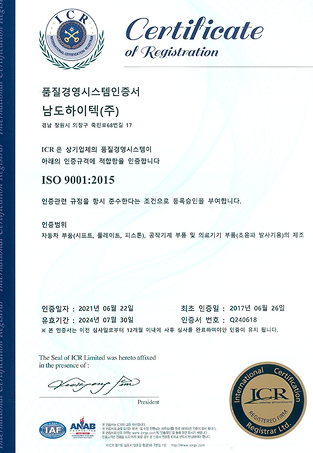 ICR
Certificate
of Registration
품질경영시스템인증서
남도하이텍(주)
경남 창원시 의창구 죽전로68번길 17
ICR 은 상기업체의 품질경영시스템이
아래의 인증규격에 적합함을 인증합니다
ISO 9001:2015
인증관련 규정을 항시 준수한다는 조건으로 등록승인을 부여합니다.
인증범위
자동차 부품(시프트, 플레이트, 피스톤), 공작기계 부품 및 의료기기 부품(초음파 발사기용)의 제조
인증일자 : 2021년 06월 22일
최초 인증일 : 2017년 06월 26일
유효기간 : 2024년 07월 30일
인증서 번호 : Q240618
※ 본 인증서는 이전 심사일로부터 12개월 이내에 사후 심사를 완료하여야만 인증이 유지 됩니다.
The Seal of ICR Limited was hereto affixed
in the presence of :
President
IAF
ANAB
International Certification
ICR
REGISTERED FIRM
Registrar Ltd.